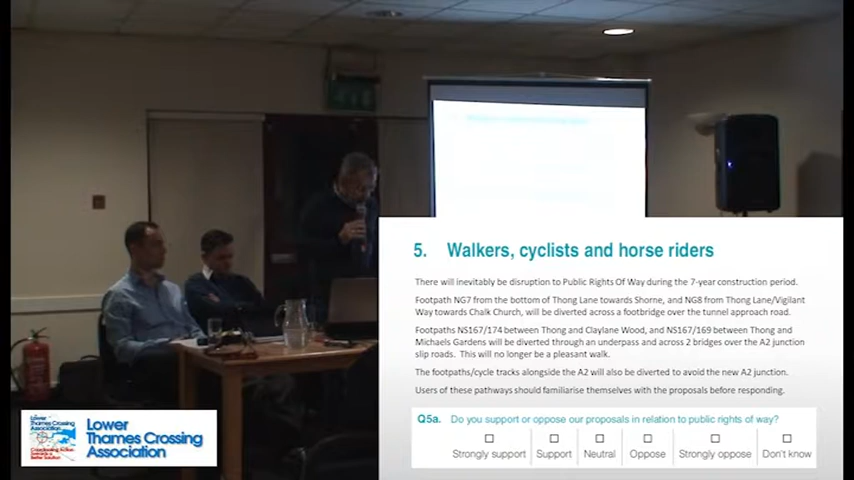 5. Walkers, cyclists and horse riders
There will inevitably be disruption to Public Rights Of Way during the 7-year construction period.
Footpath NG7 from the bottom of Thong Lane towards Shorne, and NG8 from Thong Lane/Vigilant
Way towards Chalk Church, will be diverted across a footbridge over the tunnel approach road.
Footpaths NS167/174 between Thong and Claylane Wood, and NS167/169 between Thong and
Michaels Gardens will be diverted through an underpass and across 2 bridges over the A2 junction
slip roads. This will no longer be a pleasant walk.
The footpaths/cycle tracks alongside the A2 will also be diverted to avoid the new A2 junction.
Users of these pathways should familiarise themselves with the proposals before responding.
Q5a. Do you support or oppose our proposals in relation to public rights of way?
Strongly support Support Neutral Oppose Strongly oppose Don't know
Lower
Thames Crossing
Association
Lower
Thames Crossing
Association